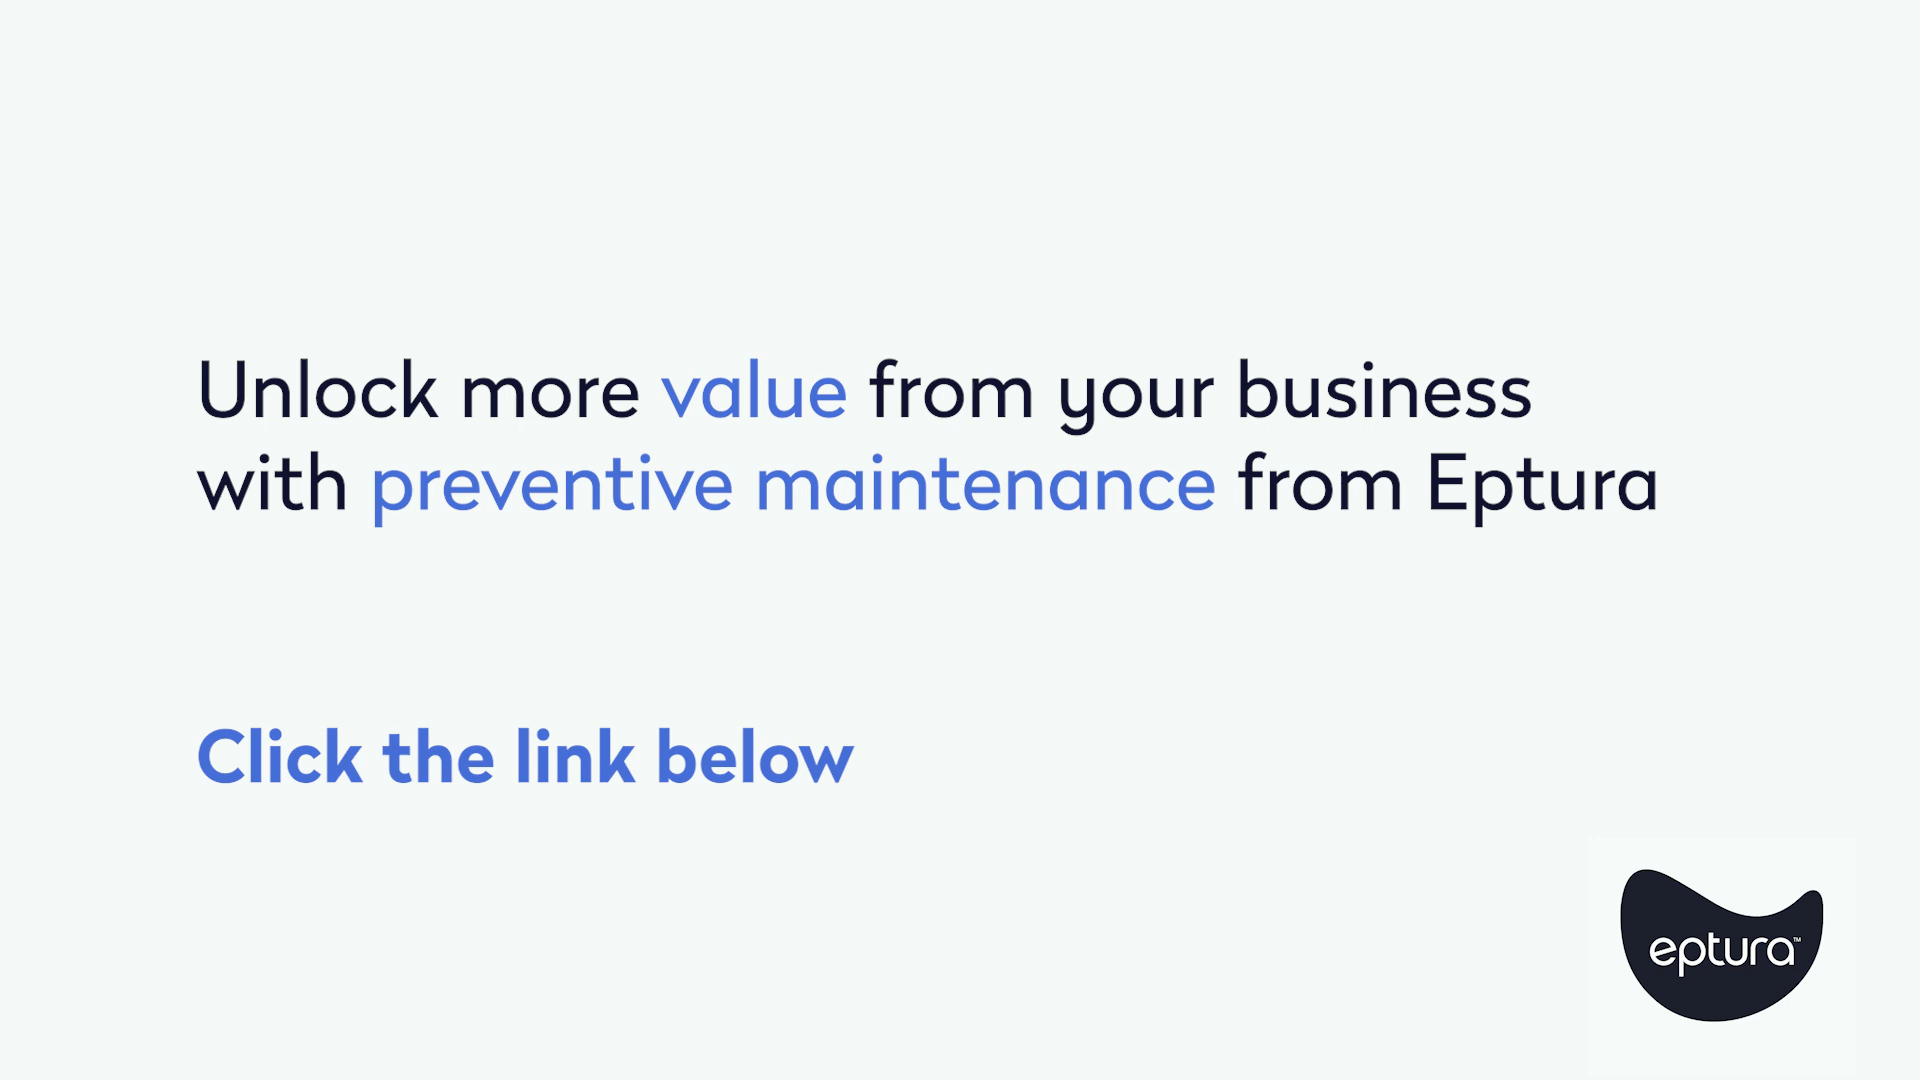 Unlock more value from your business
with preventive maintenance from Eptura
Click the link below
eptura™